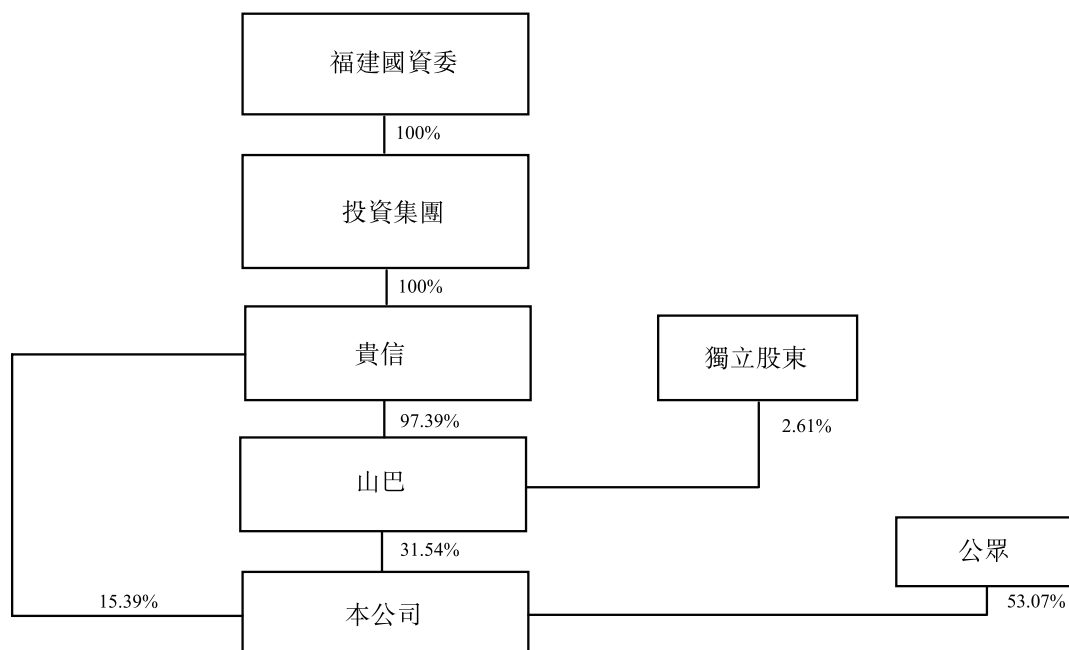 福建國資委
100%
投資集團
100%
貴信
獨立股東
97.39%
2.61%
山巴
31.54%
公眾
15.39%
本公司
53.07%